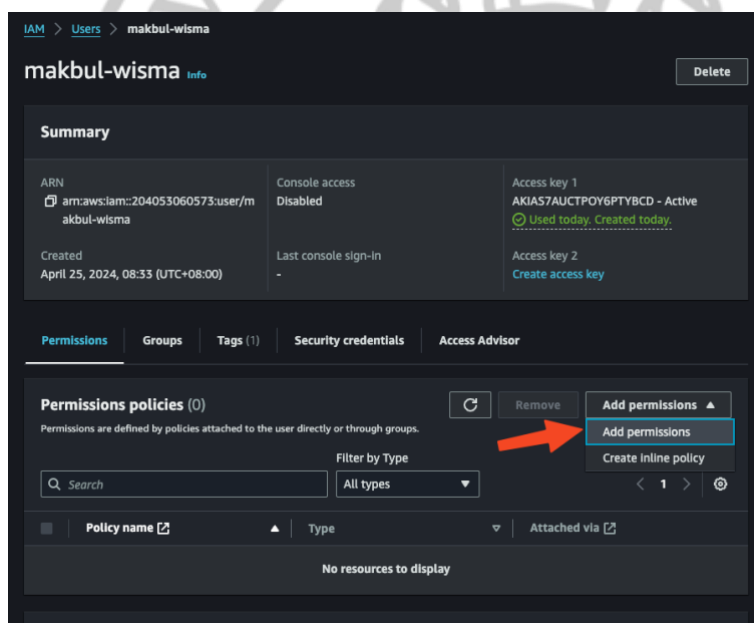 IAM > Users > makbul-wisma
makbul-wisma Info
Delete
Summary
ARN
arn:aws:iam::204053060573:user/m
akbul-wisma
Console access
Disabled
Access key 1
AKIAS7AUCTPOY6PTYBCD - Active
Used today. Created today.
Created
April 25, 2024, 08:33 (UTC+08:00)
Last console sign-in
-
Access key 2
Create access key
Permissions
Groups
Tags (1)
Security credentials
Access Advisor
Permissions policies (0)
Remove
Add permissions
Permissions are defined by policies attached to the user directly or through groups.
Add permissions
Create inline policy
Filter by Type
Search
All types
< 1 >
Policy name
Type
Attached via
No resources to display